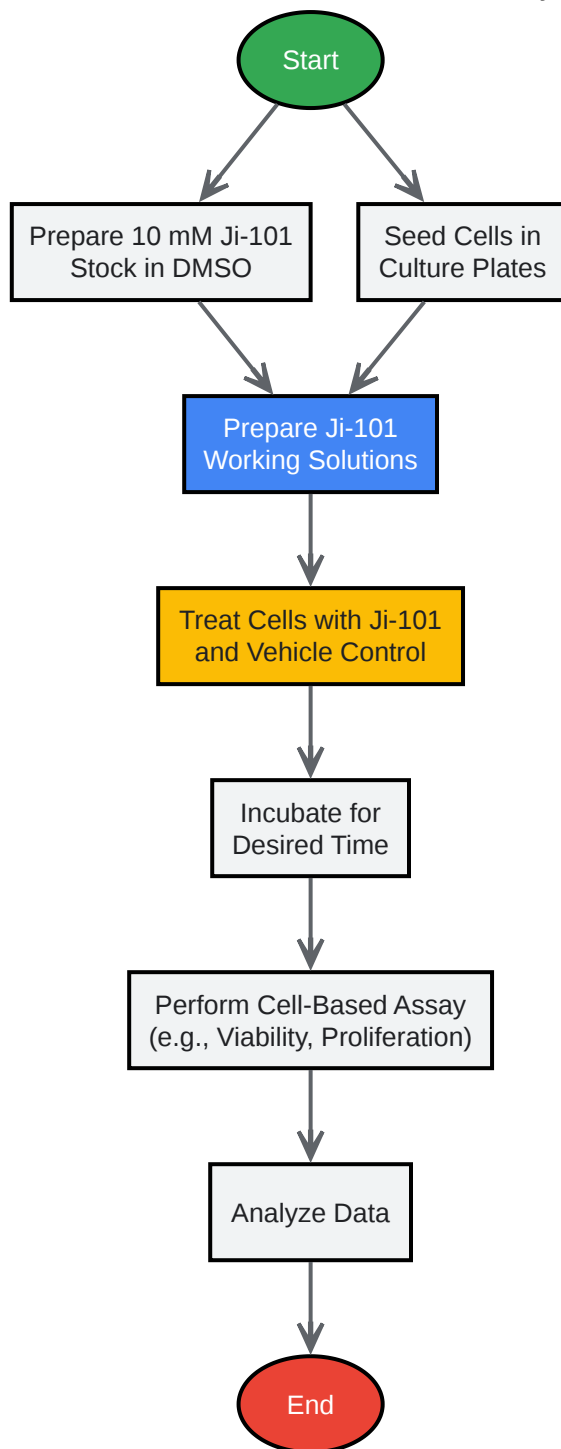 Start
Prepare 10 mM Ji-101
Stock in DMSO
Seed Cells in
Culture Plates
Prepare Ji-101
Working Solutions
Treat Cells with Ji-101
and Vehicle Control
Incubate for
Desired Time
Perform Cell-Based Assay
(e.g., Viability, Proliferation)
Analyze Data
End